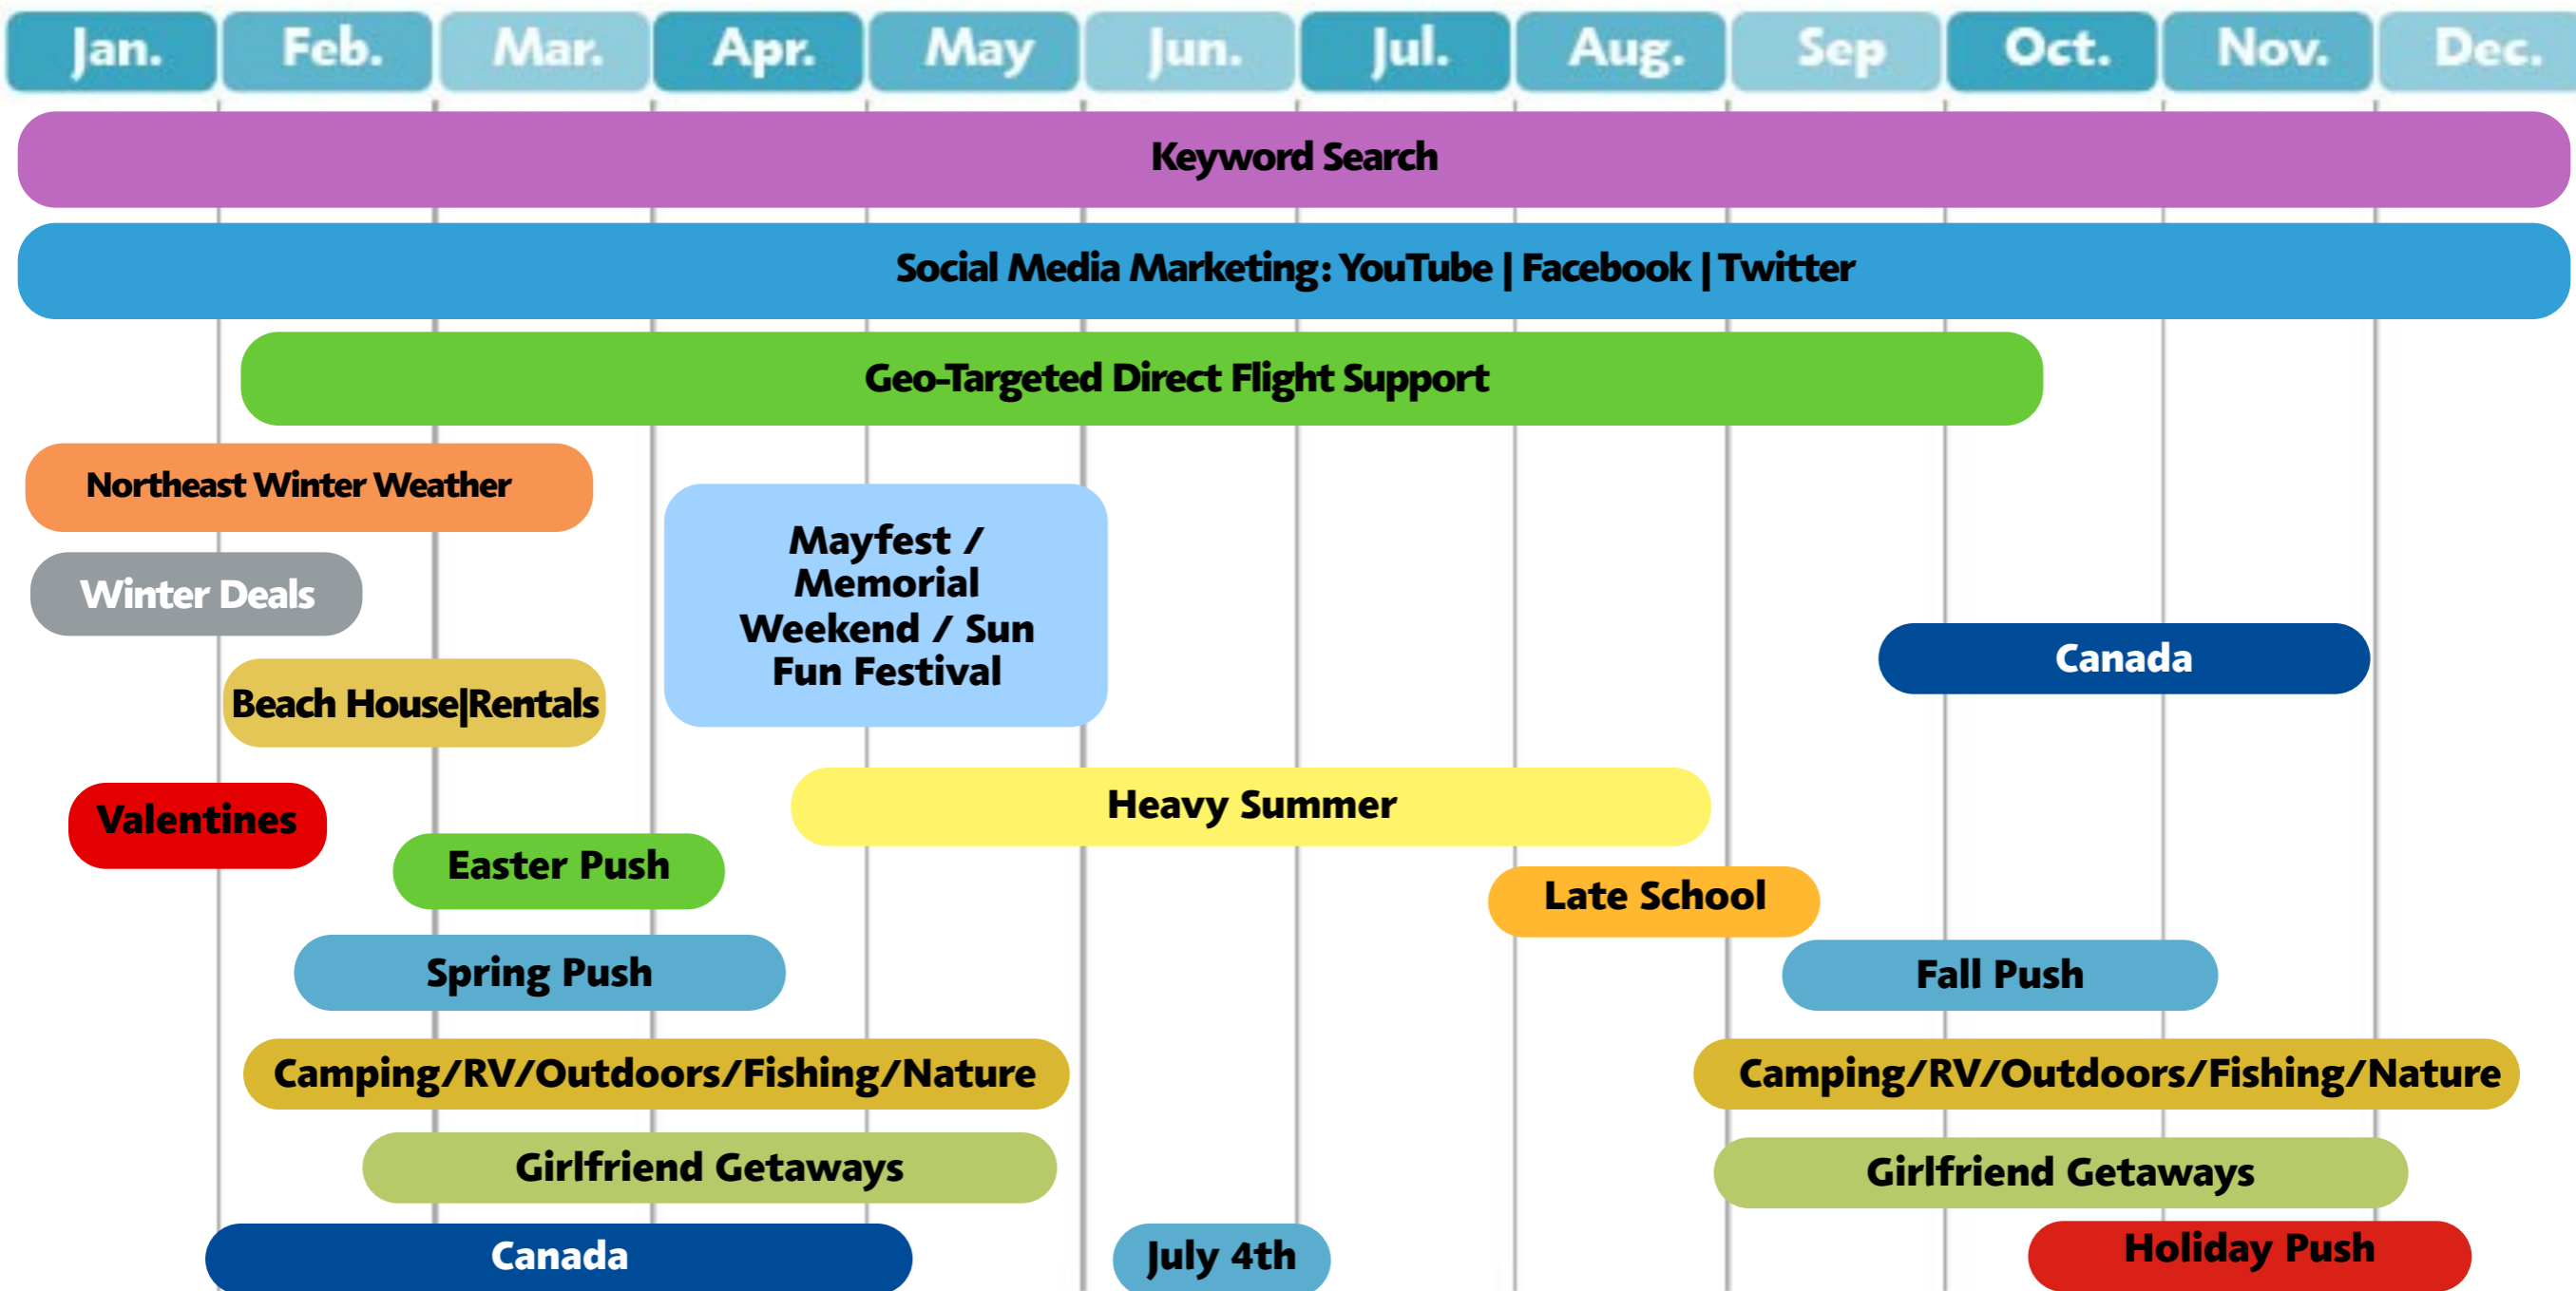 Jan. Feb. Mar. Apr. May Jun. Jul. Aug. Sep Oct. Nov. Dec.
Keyword Search
Social Media Marketing: YouTube | Facebook | Twitter
Geo-Targeted Direct Flight Support
Northeast Winter Weather
Mayfest /
Memorial
Weekend / Sun
Fun Festival
Winter Deals
Canada
Beach House|Rentals
Valentines
Heavy Summer
Easter Push
Late School
Spring Push
Fall Push
Camping/RV/Outdoors/Fishing/Nature
Camping/RV/Outdoors/Fishing/Nature
Girlfriend Getaways
Girlfriend Getaways
Canada
July 4th
Holiday Push